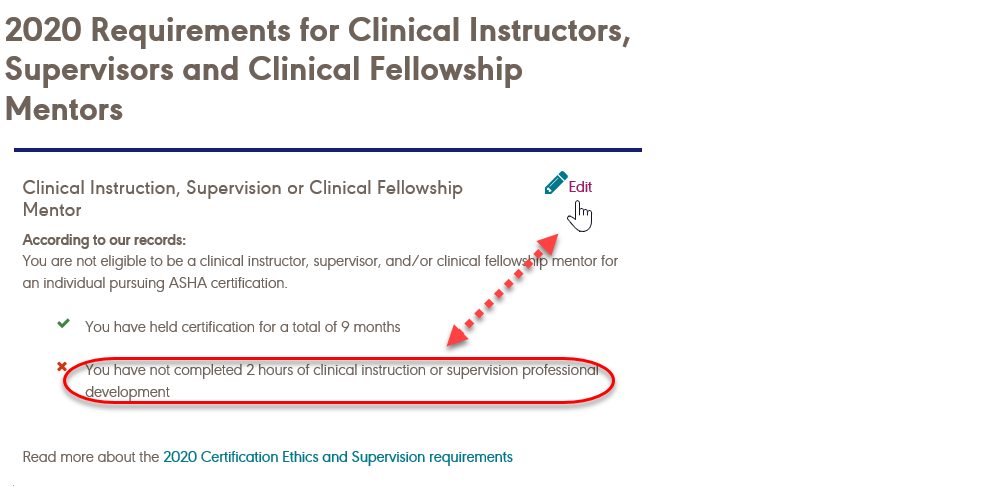 2020 Requirements for Clinical Instructors,
Supervisors and Clinical Fellowship
Mentors
Clinical Instruction, Supervision or Clinical Fellowship
Mentor
Edit
According to our records:
You are not eligible to be a clinical instructor, supervisor, and/or clinical fellowship mentor for
an individual pursuing ASHA certification.
You have held certification for a total of 9 months
You have not completed 2 hours of clinical instruction or supervision professional
development
Read more about the 2020 Certification Ethics and Supervision requirements